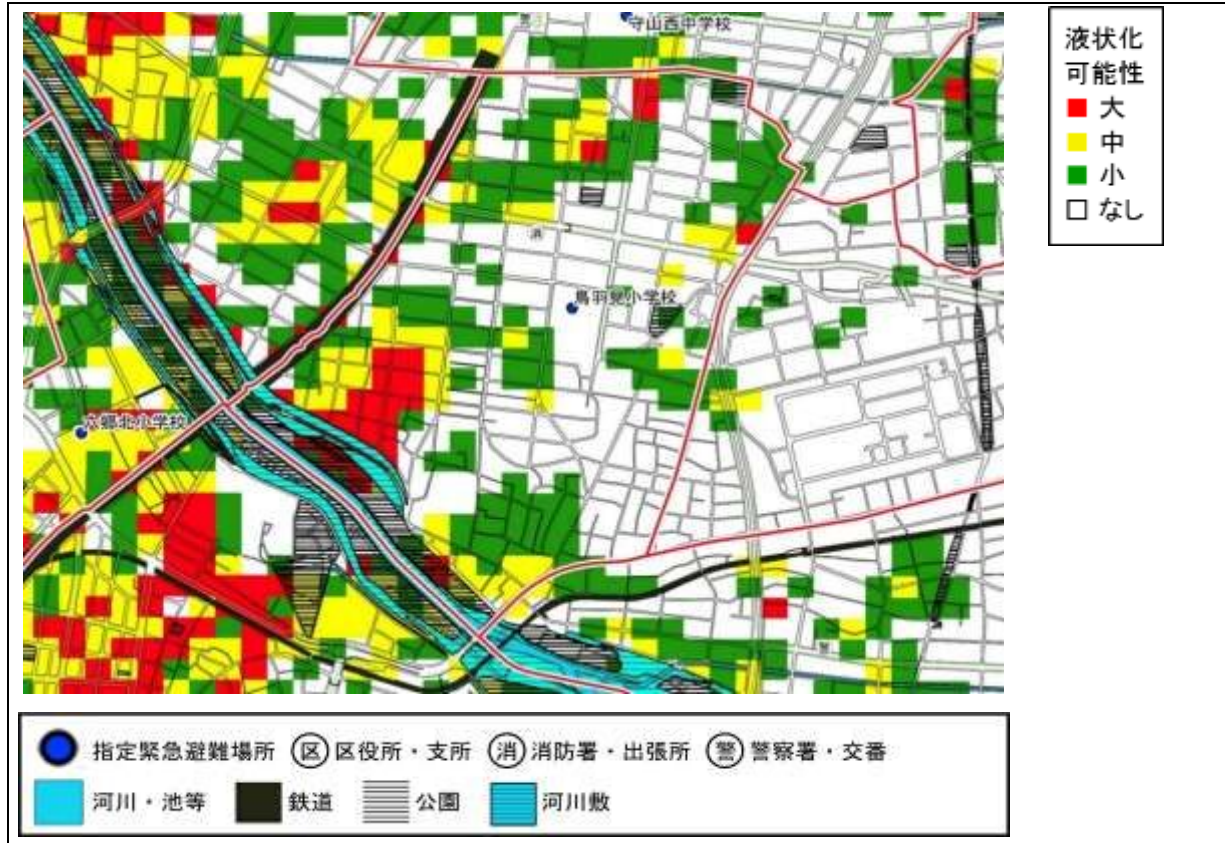 守山西中学校
液状化
可能性
大
中
小
なし
消
鳥羽見小学校
六郷北小学校
指定緊急避難場所
区 区役所・支所
消 消防署・出張所
警 警察署・交番
河川・池等
鉄道
公園
河川敷